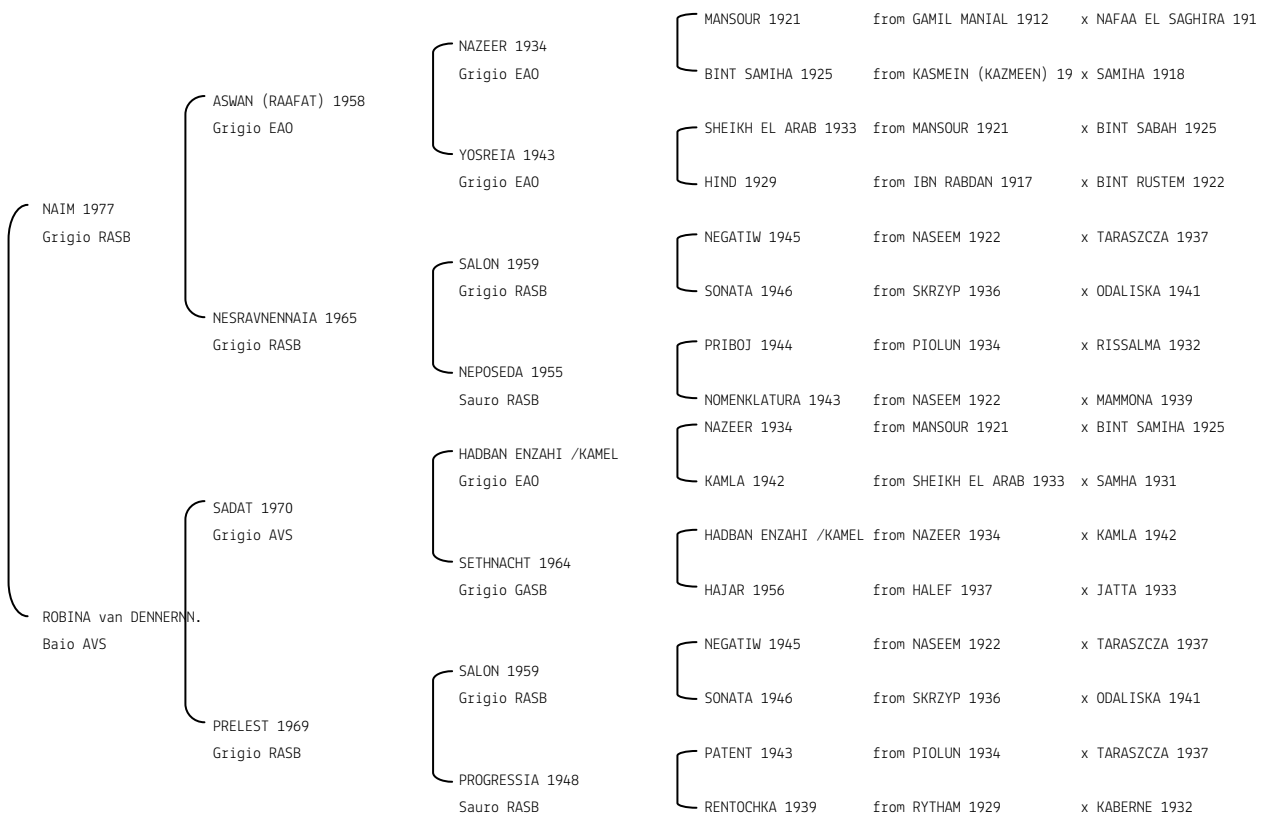 MANSOUR 1921 from GAMIL MANIAL 1912 x NAFAA EL SAGHIRA 191
NAZEER 1934
Grigio EAO
BINT SAMIHA 1925 from KASMEIN (KAZMEEN) 19 x SAMIHA 1918
ASWAN (RAAFAT) 1958
Grigio EAO
SHEIKH EL ARAB 1933 from MANSOUR 1921 x BINT SABAH 1925
YOSREIA 1943
Grigio EAO
HIND 1929 from IBN RABDAN 1917 x BINT RUSTEM 1922
NAIM 1977
Grigio RASB
NEGATIW 1945 from NASEEM 1922 x TARASZCZA 1937
SALON 1959
Grigio RASB
SONATA 1946 from SKRZYP 1936 x ODALISKA 1941
NESRAVNENNAIA 1965
Grigio RASB
PRIBOJ 1944 from PIOLUN 1934 x RISSALMA 1932
NEPOSEDA 1955
Sauro RASB
NOMENKLATURA 1943 from NASEEM 1922 x MAMMONA 1939
NAZEER 1934 from MANSOUR 1921 x BINT SAMIHA 1925
HADBAN ENZAHI /KAMEL
Grigio EAO
KAMLA 1942 from SHEIKH EL ARAB 1933 x SAMHA 1931
SADAT 1970
Grigio AVS
HADBAN ENZAHI /KAMEL from NAZEER 1934 x KAMLA 1942
SETHNACHT 1964
Grigio GASB
HAJAR 1956 from HALEF 1937 x JATTA 1933
ROBINA van DENNERNN.
Baio AVS
NEGATIW 1945 from NASEEM 1922 x TARASZCZA 1937
SALON 1959
Grigio RASB
SONATA 1946 from SKRZYP 1936 x ODALISKA 1941
PRELEST 1969
Grigio RASB
PATENT 1943 from PIOLUN 1934 x TARASZCZA 1937
PROGRESSIA 1948
Sauro RASB
RENTOCHKA 1939 from RYTHAM 1929 x KABERNE 1932